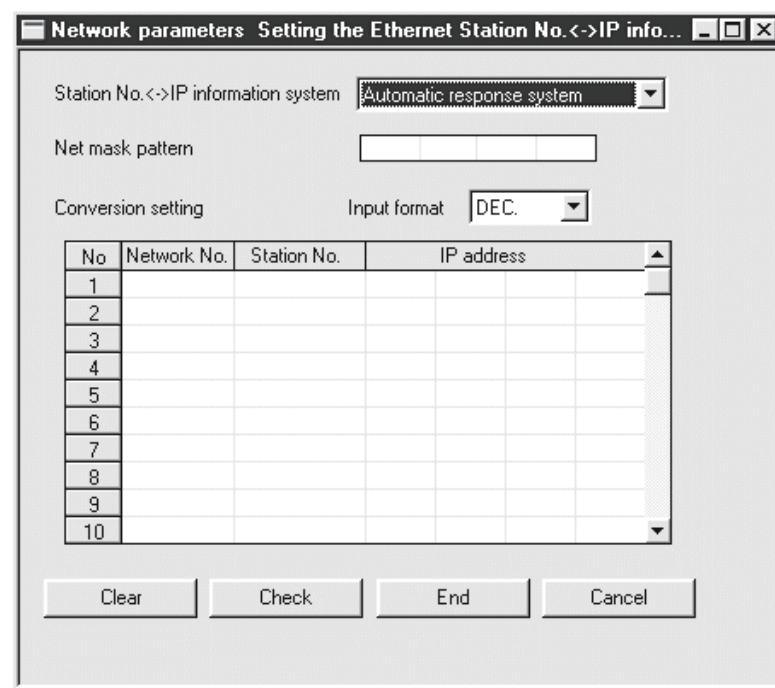 Network parameters Setting the Ethernet Station No.<->IP info...
Station No.<->IP information system Automatic response system
Net mask pattern
Conversion setting Input format DEC.
No Network No. Station No. IP address
1
2
3
4
5
6
7
8
9
10
Clear Check End Cancel